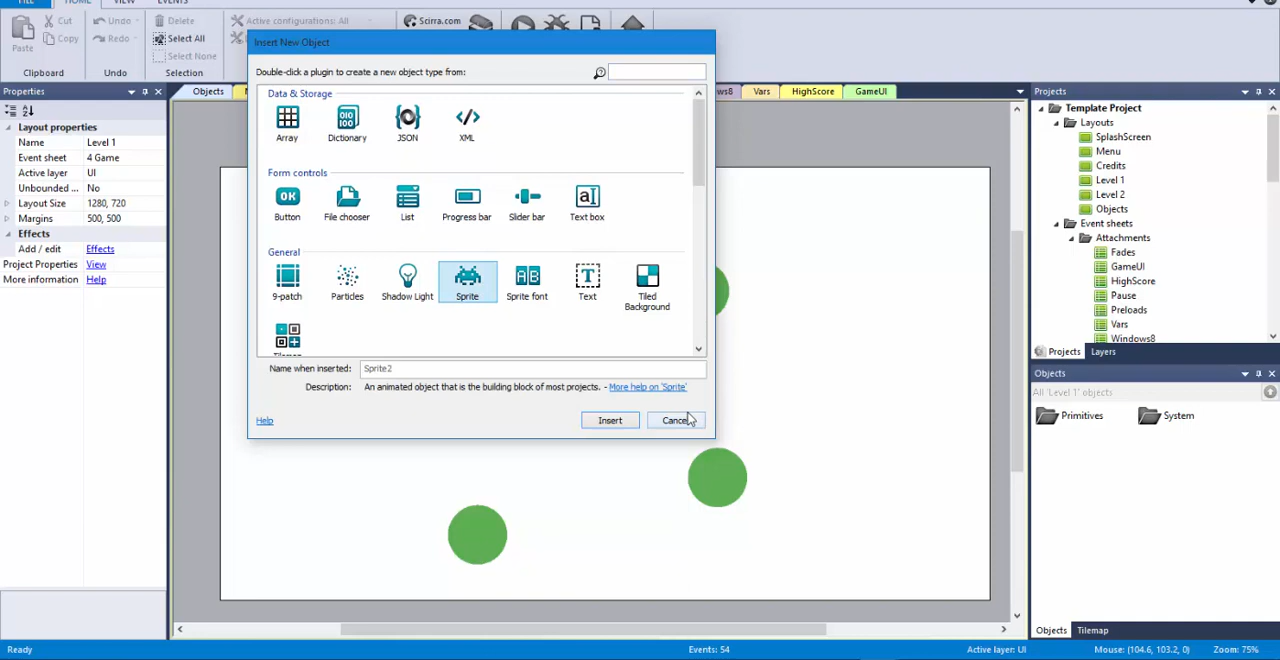 FILE HOME VIEW EVENTS
Paste
Cut
Copy
Clipboard
Undo
Redo
Undo
Delete
Select All
Select None
Selection
Active configurations: All
Scirra.com
Properties
Layout properties
Name Level 1
Event sheet 4 Game
Active layer UI
Unbounded ... No
Layout Size 1280, 720
Margins 500, 500
Effects
Add / edit Effects
Project Properties View
More information Help
Objects
Vars
HighScore
GameUI
Insert New Object
Double-click a plugin to create a new object type from:
Data & Storage
Array Dictionary JSON XML
Form controls
Button File chooser List Progress bar Slider bar Text box
General
9-patch Particles Shadow Light Sprite Sprite font Text Tiled
Background
Name when inserted: Sprite2
Description: An animated object that is the building block of most projects. - More help on 'Sprite'
Help
Insert
Cancel
Projects
Template Project
Layouts
SplashScreen
Menu
Credits
Level 1
Level 2
Objects
Event sheets
Attachments
Fades
GameUI
HighScore
Pause
Preloads
Vars
Windows8
Projects Layers
Objects
All 'Level 1' objects
Primitives System
Objects Tilemap
Ready
Events: 54
Active layer: UI
Mouse: (104.6, 103.2, 0)
Zoom: 75%